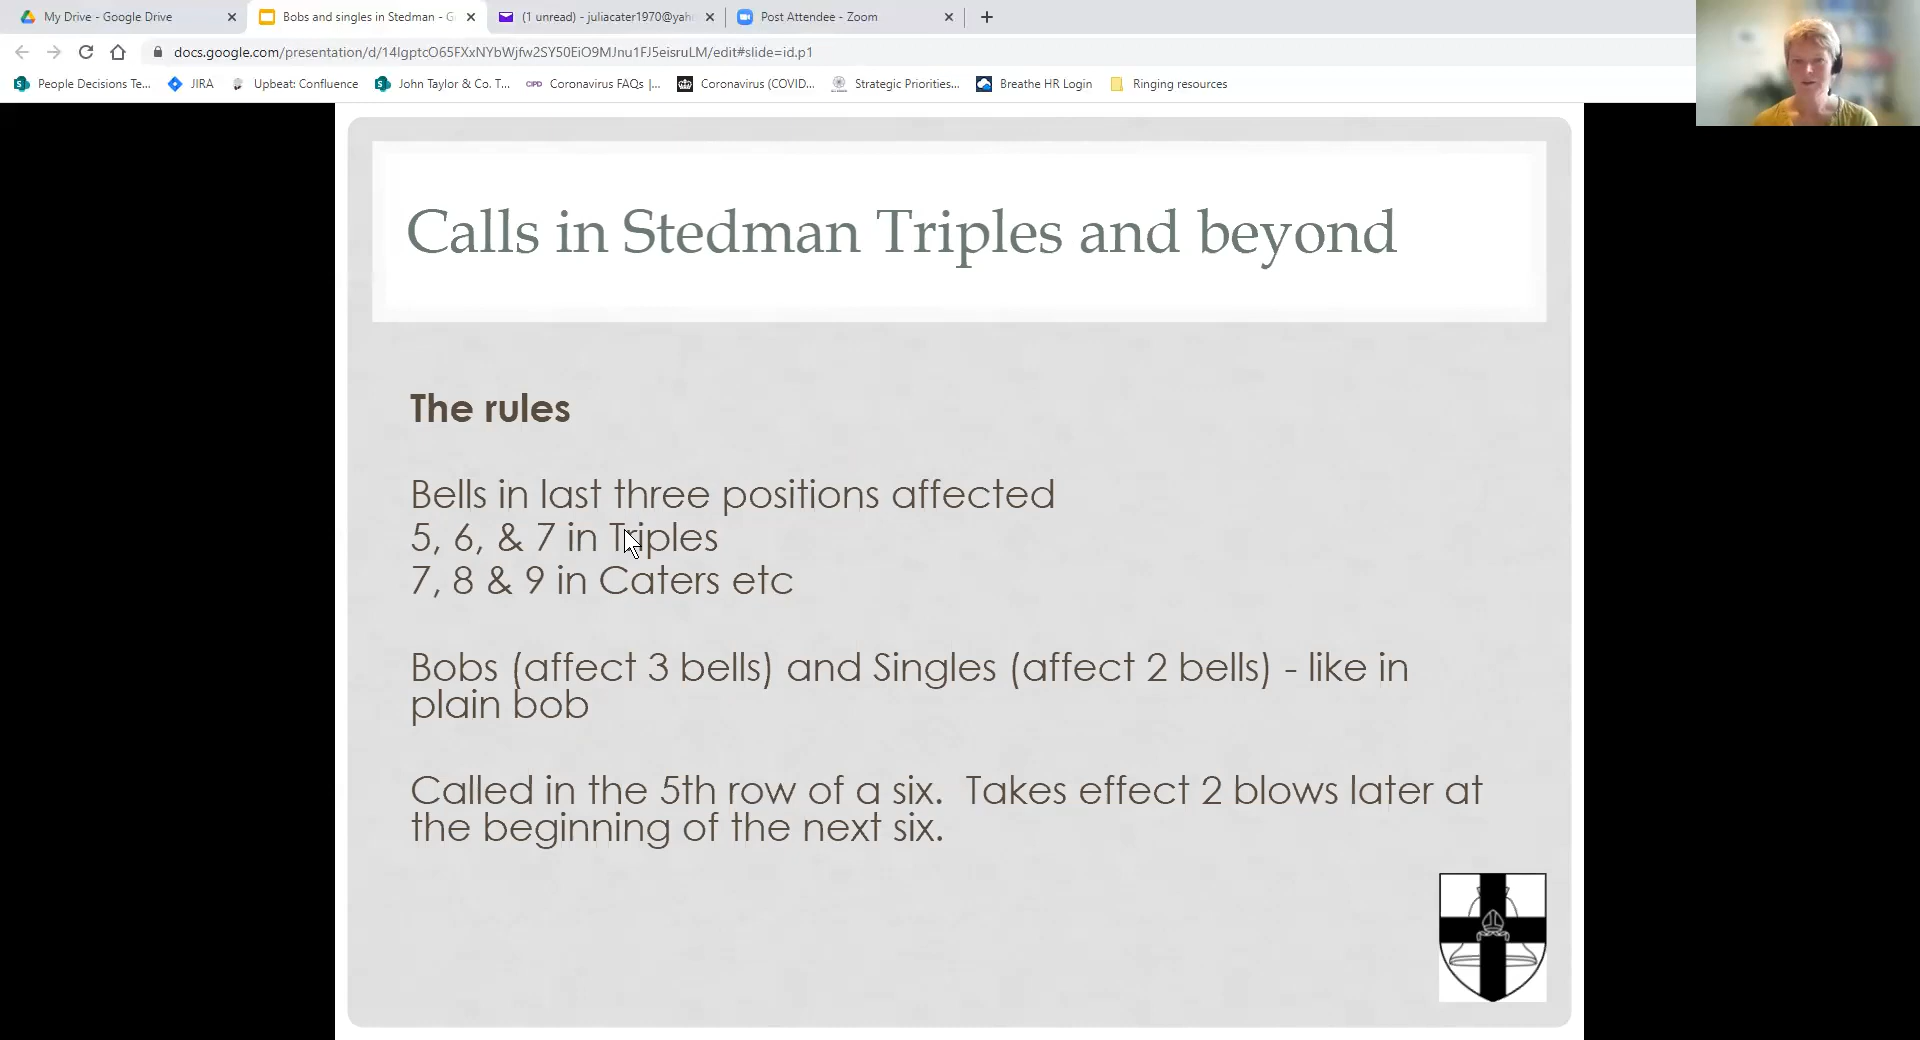 My Drive - Google Drive
Bobs and singles in Stedman - G
(1 unread) - juliacater1970@yah
Post Attendee - Zoom
docs.google.com/presentation/d/14lgptcO65FXxNYbWjfw2SY50EiO9MJnu1FJ5eisruLM/edit#slide=id.p1
People Decisions Te...
JIRA
Upbeat: Confluence
John Taylor & Co. T...
CIPD
Coronavirus FAQs |...
Coronavirus (COVID...
Strategic Priorities...
Breathe HR Login
Ringing resources
Calls in Stedman Triples and beyond
The rules
Bells in last three positions affected
5, 6, & 7 in Triples
7, 8 & 9 in Caters etc
Bobs (affect 3 bells) and Singles (affect 2 bells) - like in
plain bob
Called in the 5th row of a six.  Takes effect 2 blows later at
the beginning of the next six.